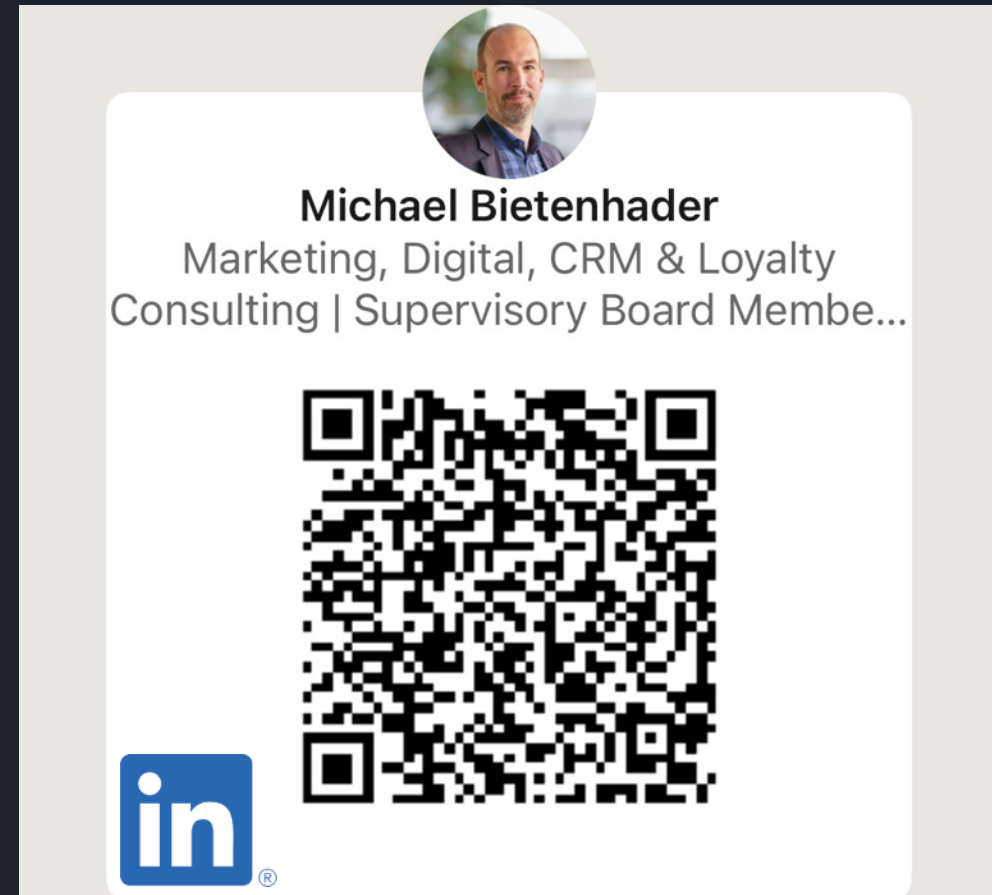 Michael Bietenhader
Marketing, Digital, CRM & Loyalty
Consulting | Supervisory Board Membe...
in
®